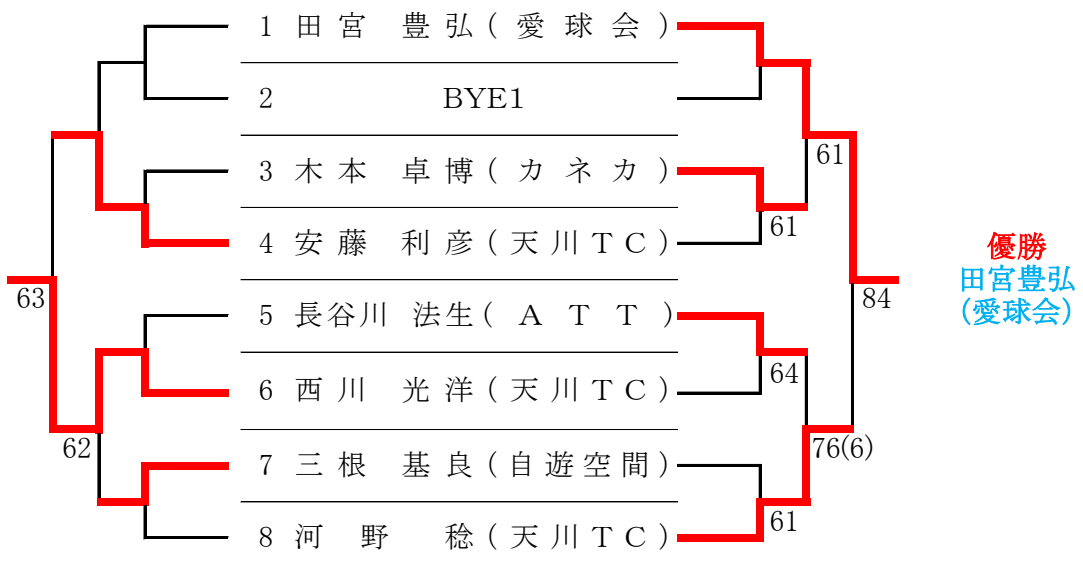 1 田宮 豊弘(愛球会)
2 BYE1
3 木本 卓博(カネカ)
4 安藤 利彦(天川TC)
5 長谷川 法生(ATT)
6 西川 光洋(天川TC)
7 三根 基良(自遊空間)
8 河野 稔(天川TC)
63
62
61
61
64
76(6)
61
84
優勝
田宮豊弘
(愛球会)